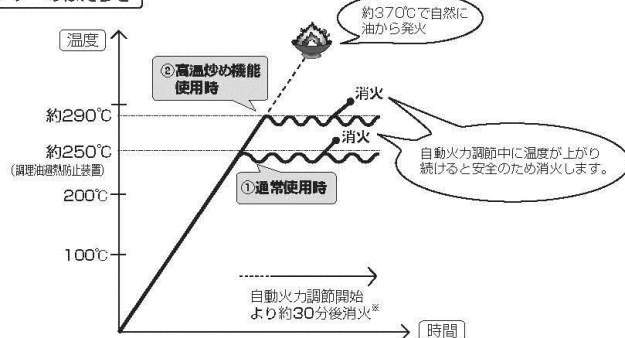 約370℃で自然に
油から発火
温度
②高温炒め機能
使用時
消火
約290℃
消火
約250℃
(調理油過熱防止装置)
自動火力調節中に温度が上がり
続けると安全のため消火します。
①通常使用時
200℃
100℃
自動火力調節開始
より約30分後消火※
時間